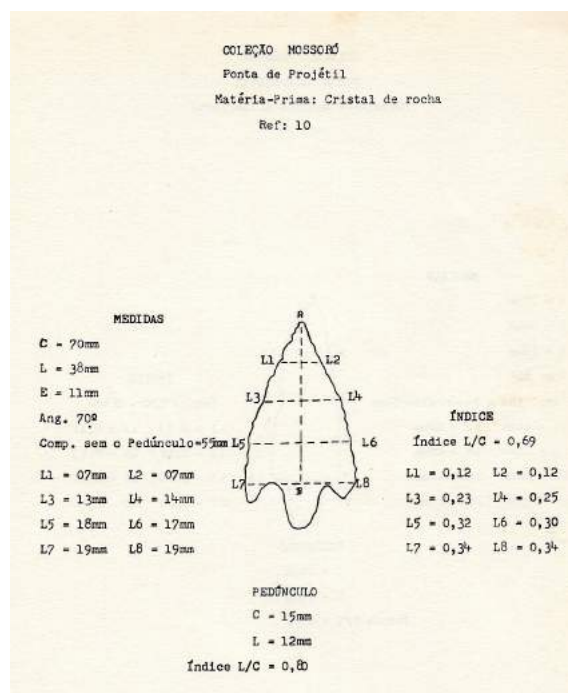 COLEÇÃO MOSSORÓ
Ponta de Projétil
Matéria-Prima: Cristal de rocha
Ref: 10
MEDIDAS
C = 70mm
L = 38mm
E = 11mm
Ang. 70º
Comp. sem o Pedúnculo=55mm
L1 = 07mm L2 = 07mm
L3 = 13mm L4 = 14mm
L5 = 18mm L6 = 17mm
L7 = 19mm L8 = 19mm
A
L1 L2
L3 L4
L5 L6
L7 B L8
ÍNDICE
Índice L/C = 0,69
L1 = 0,12 L2 = 0,12
L3 = 0,23 L4 = 0,25
L5 = 0,32 L6 = 0,30
L7 = 0,34 L8 = 0,34
PEDÚNCULO
C = 15mm
L = 12mm
Índice L/C = 0,80